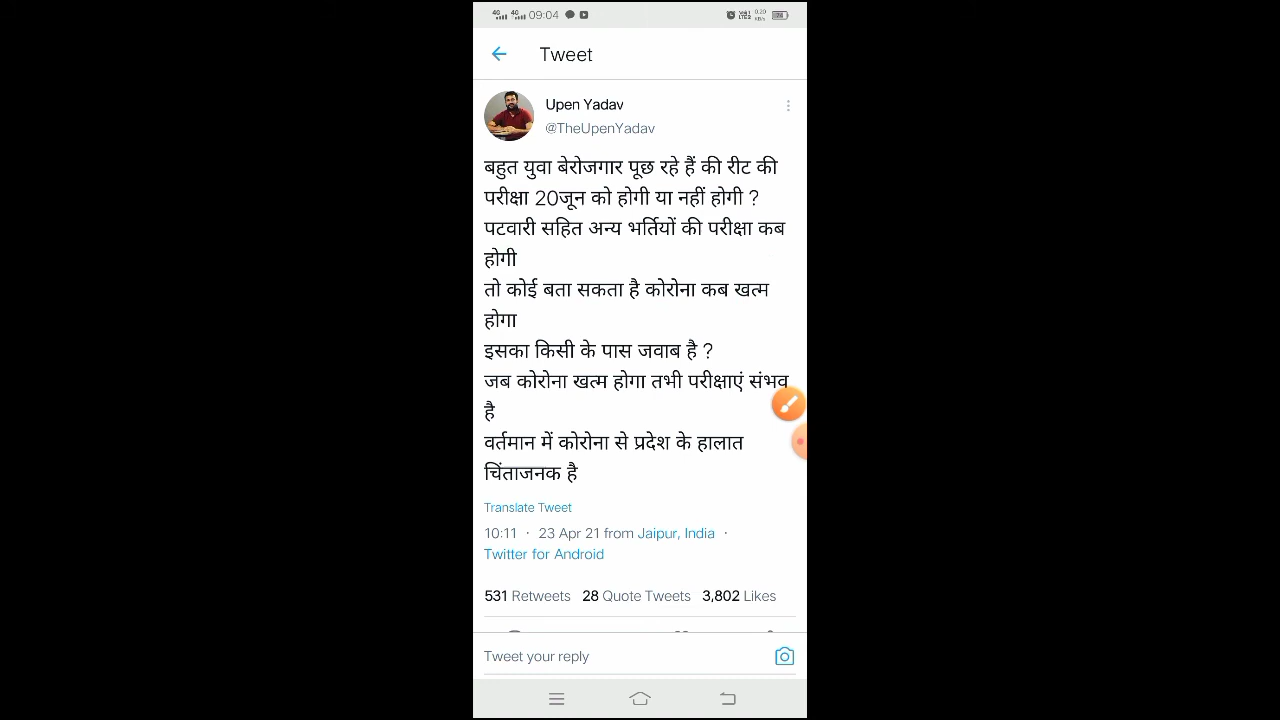 4G 4G 09:04
Tweet
Upen Yadav
@TheUpenYadav
बहुत युवा बेरोजगार पूछ रहे हैं की रीट की
परीक्षा 20जून को होगी या नहीं होगी ?
पटवारी सहित अन्य भर्तियों की परीक्षा कब
होगी
तो कोई बता सकता है कोरोना कब खत्म
होगा
इसका किसी के पास जवाब है ?
जब कोरोना खत्म होगा तभी परीक्षाएं संभव
है
वर्तमान में कोरोना से प्रदेश के हालात
चिंताजनक है
Translate Tweet
10:11 · 23 Apr 21 from Jaipur, India ·
Twitter for Android
531 Retweets 28 Quote Tweets 3,802 Likes
Tweet your reply